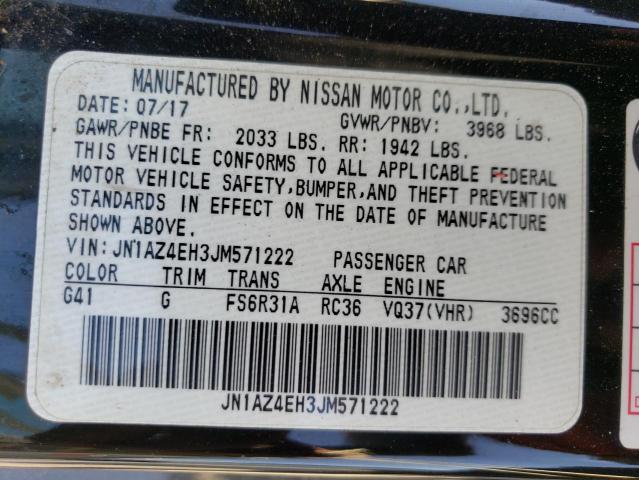 MANUFACTURED BY NISSAN MOTOR CO.,LTD.
DATE: 07/17 GVWR/PNBV: 3968 LBS.
GAWR/PNBE FR: 2033 LBS. RR: 1942 LBS.
THIS VEHICLE CONFORMS TO ALL APPLICABLE FEDERAL
MOTOR VEHICLE SAFETY,BUMPER,AND THEFT PREVENTION
STANDARDS IN EFFECT ON THE DATE OF MANUFACTURE
SHOWN ABOVE.
VIN: JN1AZ4EH3JM571222 PASSENGER CAR
COLOR TRIM TRANS AXLE ENGINE
G41 G FS6R31A RC36 VQ37(VHR) 3696CC
JN1AZ4EH3JM571222